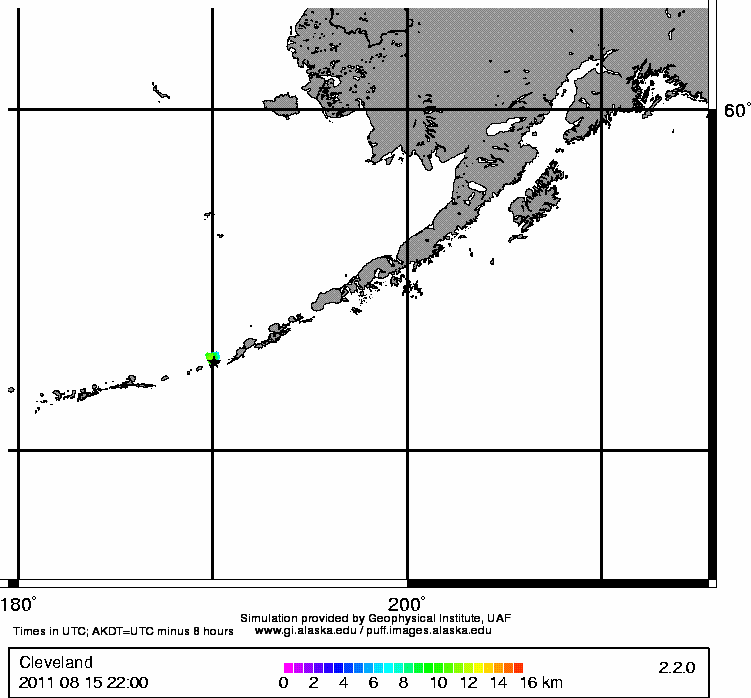 60°
180°
200°
Simulation provided by Geophysical Institute, UAF
Times in UTC; AKDT=UTC minus 8 hours
www.gi.alaska.edu / puff.images.alaska.edu
Cleveland
2.2.0
2011 08 15 22:00
0 2 4 6 8 10 12 14 16 km